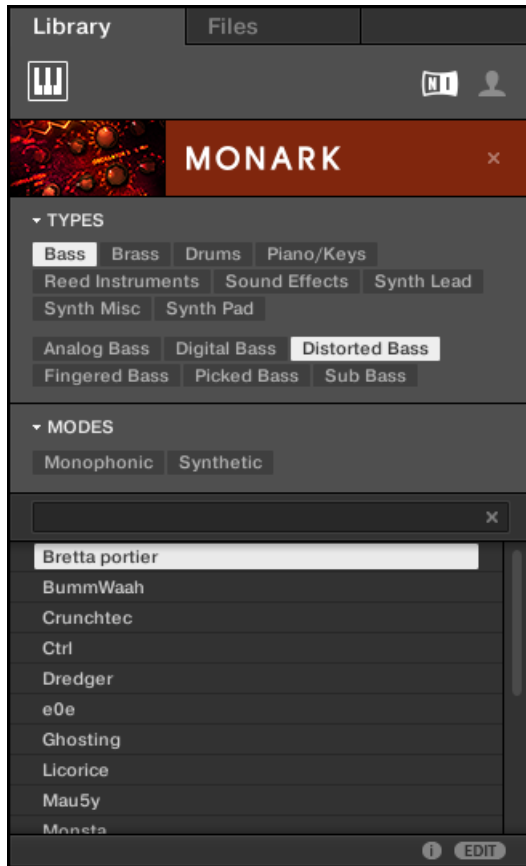 Library Files
NI
MONARK ×
TYPES
Bass Brass Drums Piano/Keys
Reed Instruments Sound Effects Synth Lead
Synth Misc Synth Pad
Analog Bass Digital Bass Distorted Bass
Fingered Bass Picked Bass Sub Bass
MODES
Monophonic Synthetic
×
Bretta portier
BummWaah
Crunchtec
Ctrl
Dredger
e0e
Ghosting
Licorice
Mau5y
Monsta
i EDIT